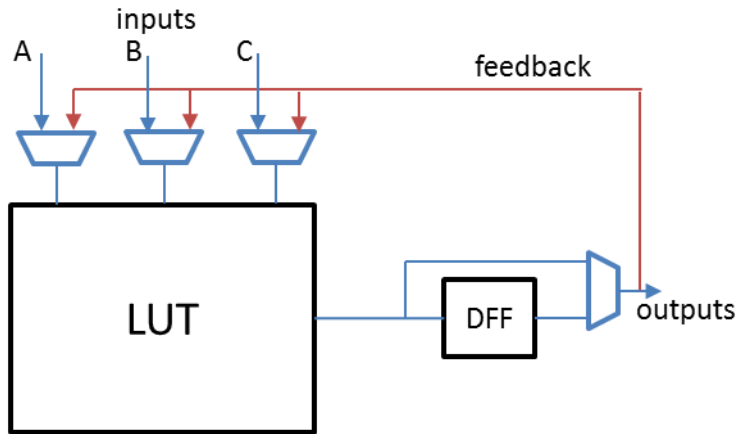 inputs
A B C
feedback
LUT
DFF
outputs